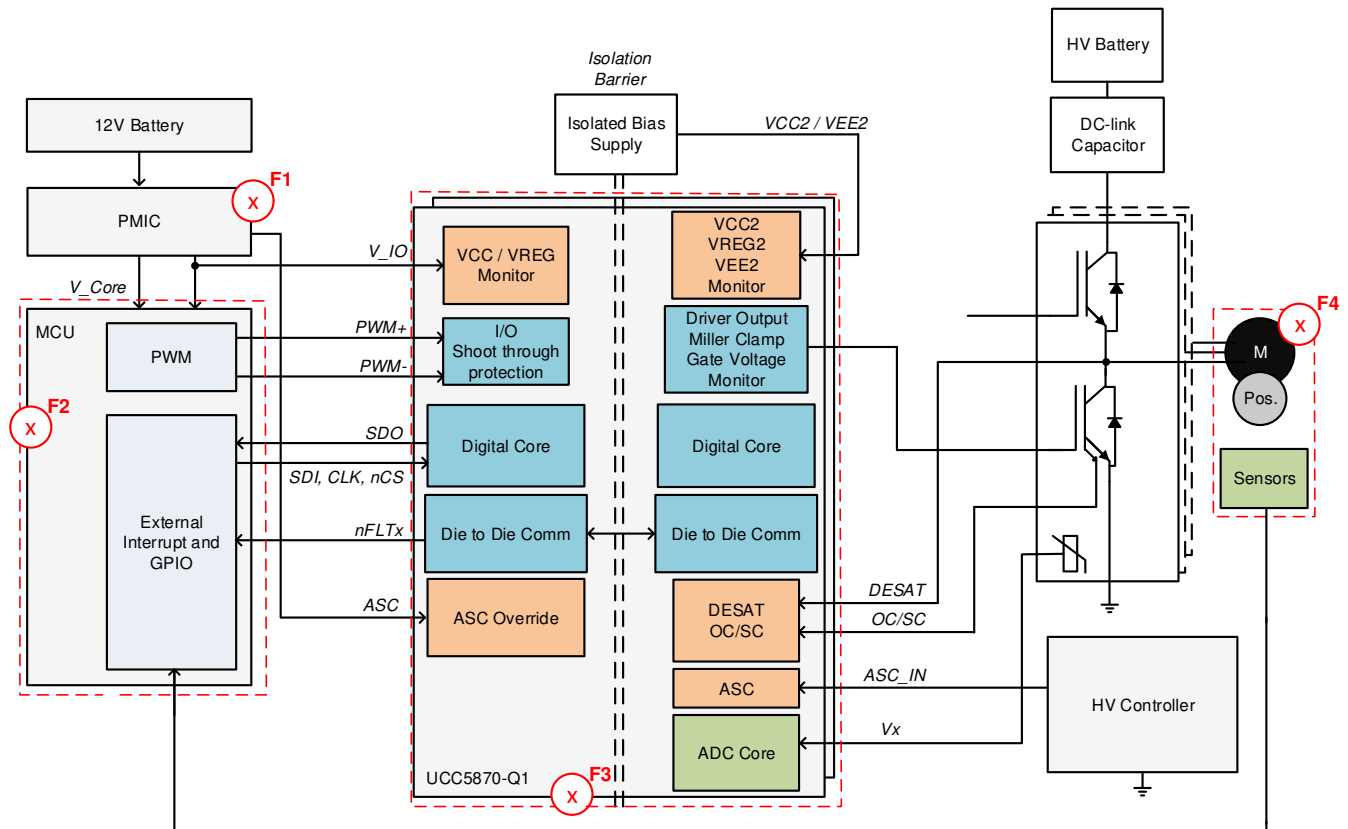 HV Battery
Isolation
Barrier
12V Battery
Isolated Bias
Supply
VCC2 / VEE2
DC-link
Capacitor
F1
X
PMIC
V_IO
VCC / VREG
Monitor
VCC2
VREG2
VEE2
Monitor
V_Core
MCU
PWM
PWM+
PWM-
I/O
Shoot through
protection
Driver Output
Miller Clamp
Gate Voltage
Monitor
F4
X
M
Pos.
F2
X
SDO
SDI, CLK, nCS
Digital Core
Digital Core
Sensors
External
Interrupt and
GPIO
nFLTx
Die to Die Comm
Die to Die Comm
ASC
ASC Override
DESAT
OC/SC
DESAT
OC/SC
ASC
ASC_IN
HV Controller
Vx
ADC Core
UCC5870-Q1
F3
X